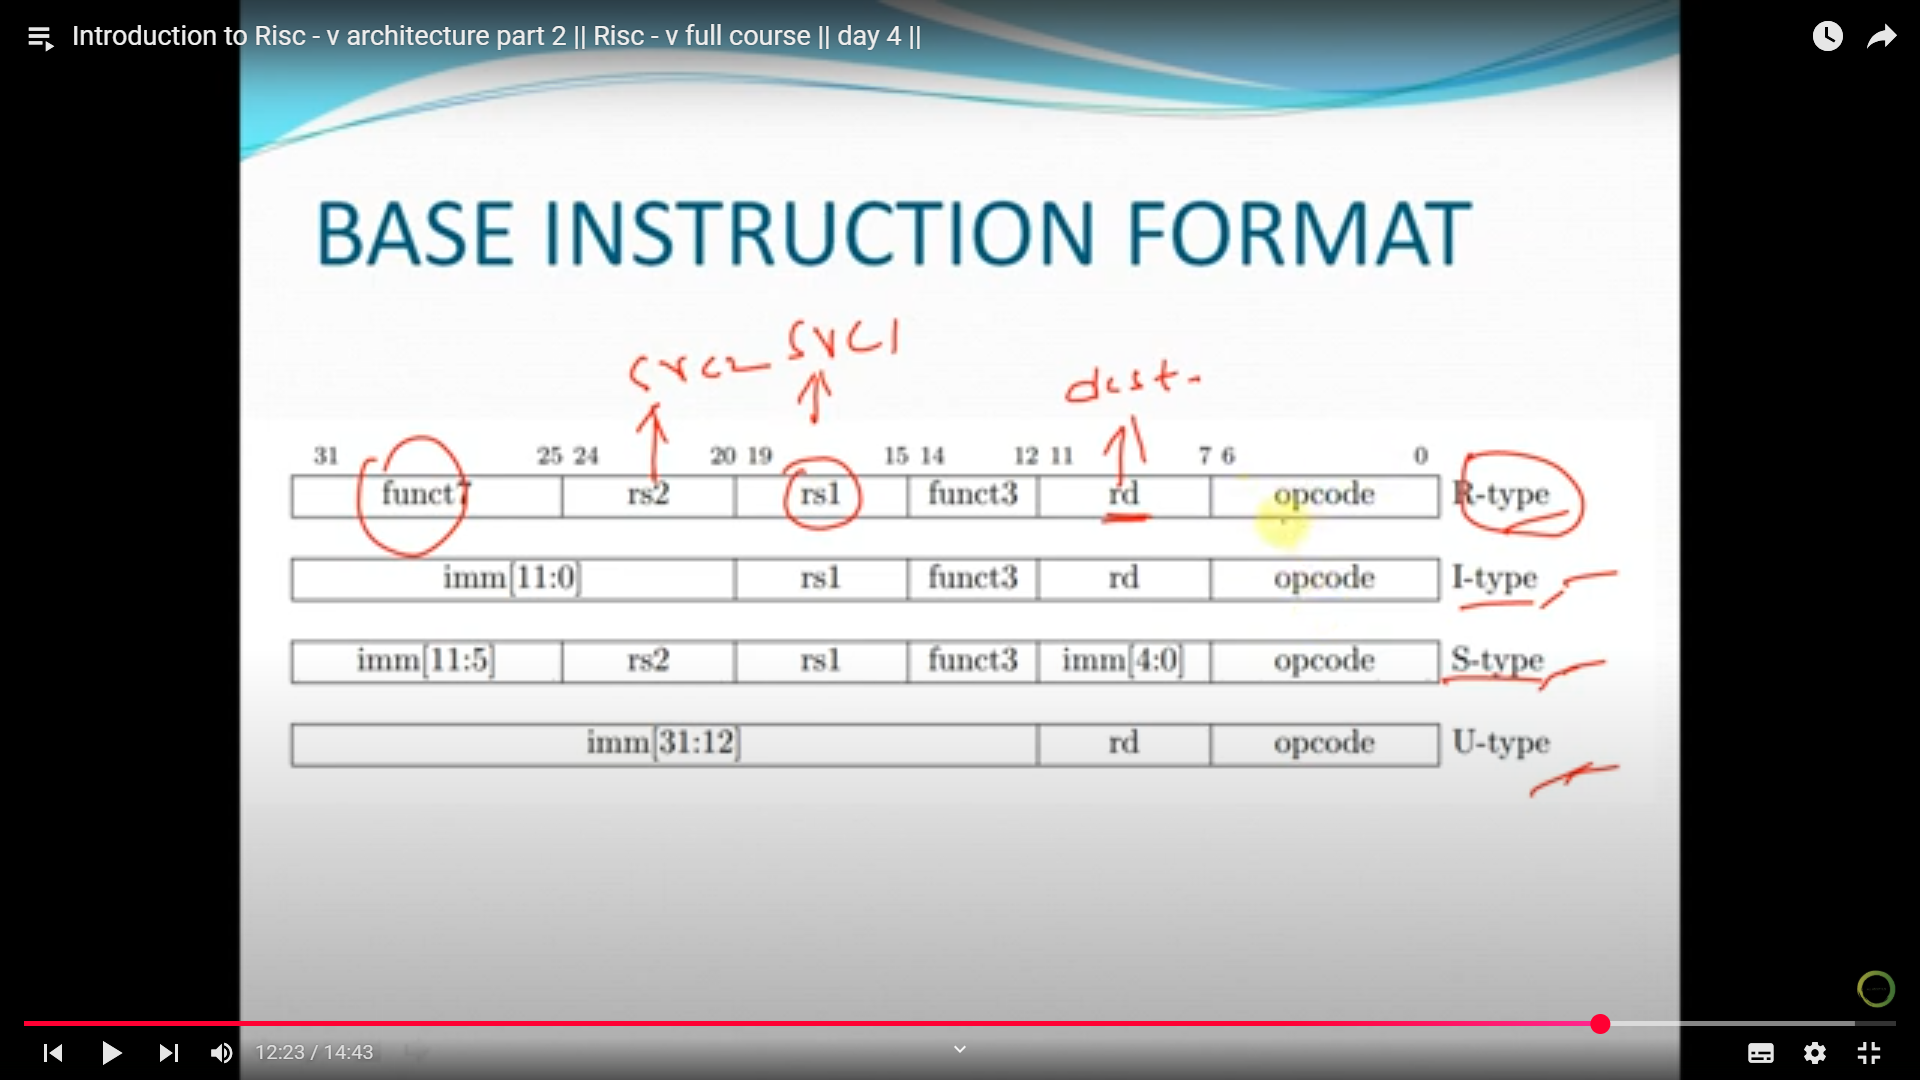 Introduction to Risc - v architecture part 2 || Risc - v full course || day 4 ||
BASE INSTRUCTION FORMAT
src2 src1 dest.
31 25 24 20 19 15 14 12 11 7 6 0
funct7 rs2 rs1 funct3 rd opcode R-type
imm[11:0] rs1 funct3 rd opcode I-type
imm[11:5] rs2 rs1 funct3 imm[4:0] opcode S-type
imm[31:12] rd opcode U-type
12:23 / 14:43